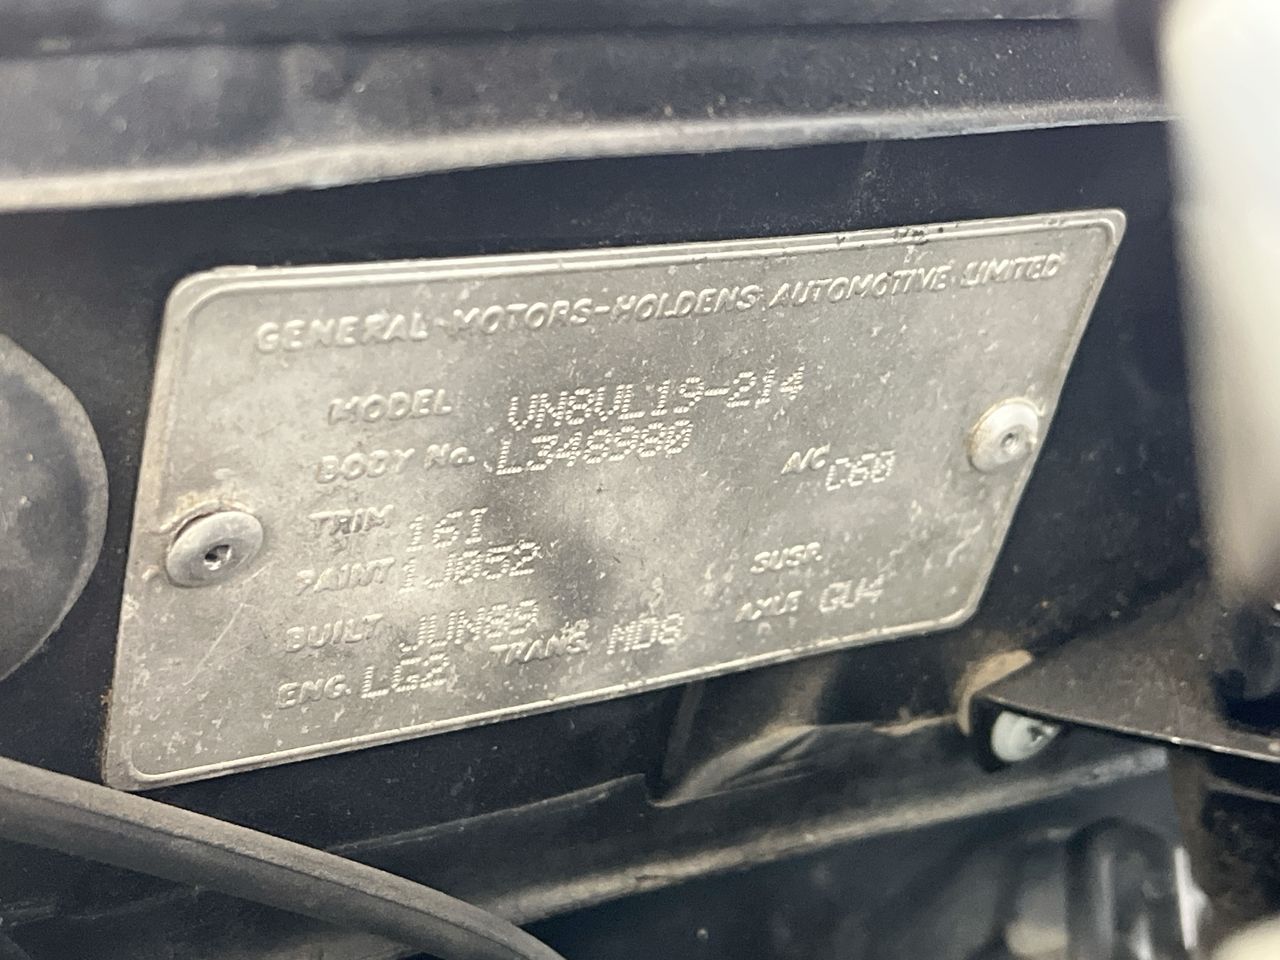 GENERAL-MOTORS-HOLDENS AUTOMOTIVE LIMITED
MODEL VN8VL19-214
BODY No. L348980
A/C C60
TRIM 16I
PAINT 1J852
SUSP.
BUILT JUN89
AXLE GU4
ENG. LG2 TRANS. MD8